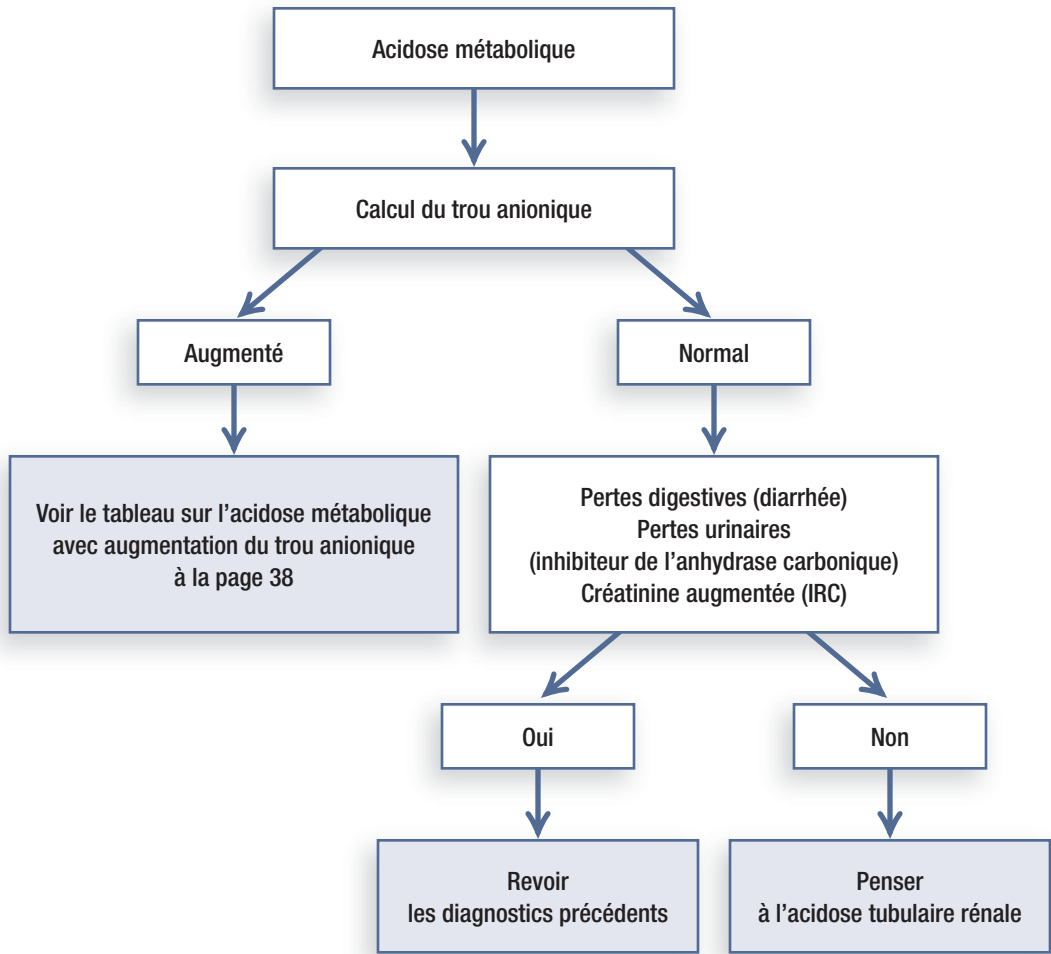 Acidose métabolique
Calcul du trou anionique
Augmenté
Normal
Voir le tableau sur l’acidose métabolique
avec augmentation du trou anionique
à la page 38
Pertes digestives (diarrhée)
Pertes urinaires
(inhibiteur de l’anhydrase carbonique)
Créatinine augmentée (IRC)
Oui
Non
Revoir
les diagnostics précédents
Penser
à l’acidose tubulaire rénale